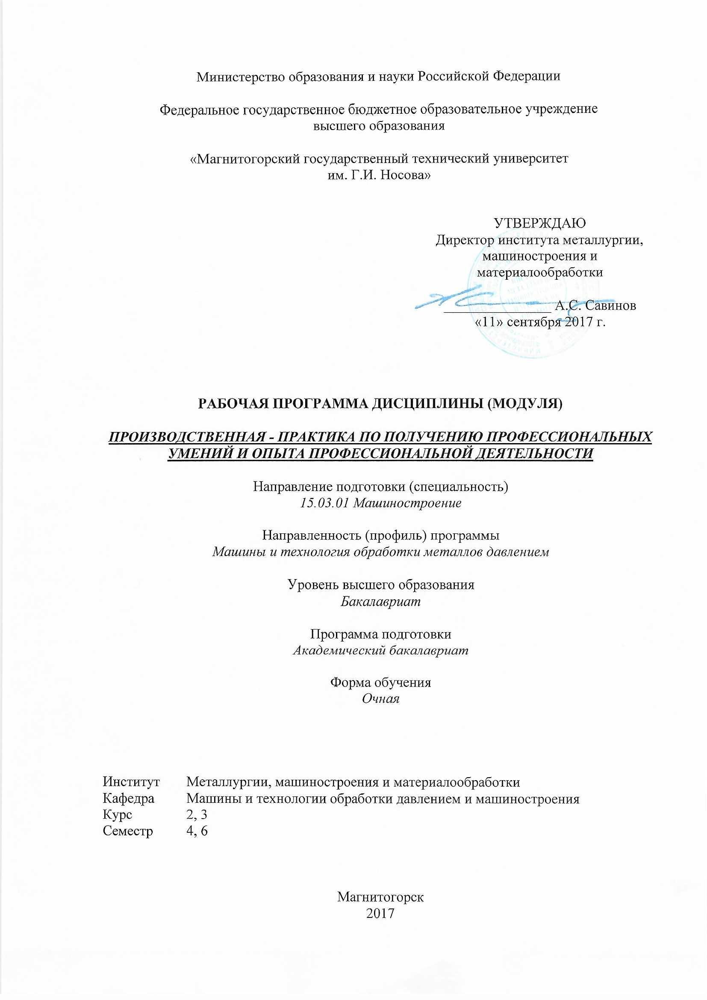 Министерство образования и науки Российской Федерации
Федеральное государственное бюджетное образовательное учреждение
высшего образования
«Магнитогорский государственный технический университет
им. Г.И. Носова»
УТВЕРЖДАЮ
Директор института металлургии,
машиностроения и
материалообработки
_______________ А.С. Савинов
«11» сентября 2017 г.
РАБОЧАЯ ПРОГРАММА ДИСЦИПЛИНЫ (МОДУЛЯ)
ПРОИЗВОДСТВЕННАЯ - ПРАКТИКА ПО ПОЛУЧЕНИЮ ПРОФЕССИОНАЛЬНЫХ
УМЕНИЙ И ОПЫТА ПРОФЕССИОНАЛЬНОЙ ДЕЯТЕЛЬНОСТИ
Направление подготовки (специальность)
15.03.01 Машиностроение
Направленность (профиль) программы
Машины и технология обработки металлов давлением
Уровень высшего образования
Бакалавриат
Программа подготовки
Академический бакалавриат
Форма обучения
Очная
Институт Металлургии, машиностроения и материалообработки
Кафедра Машины и технологии обработки давлением и машиностроения
Курс 2, 3
Семестр 4, 6
Магнитогорск
2017